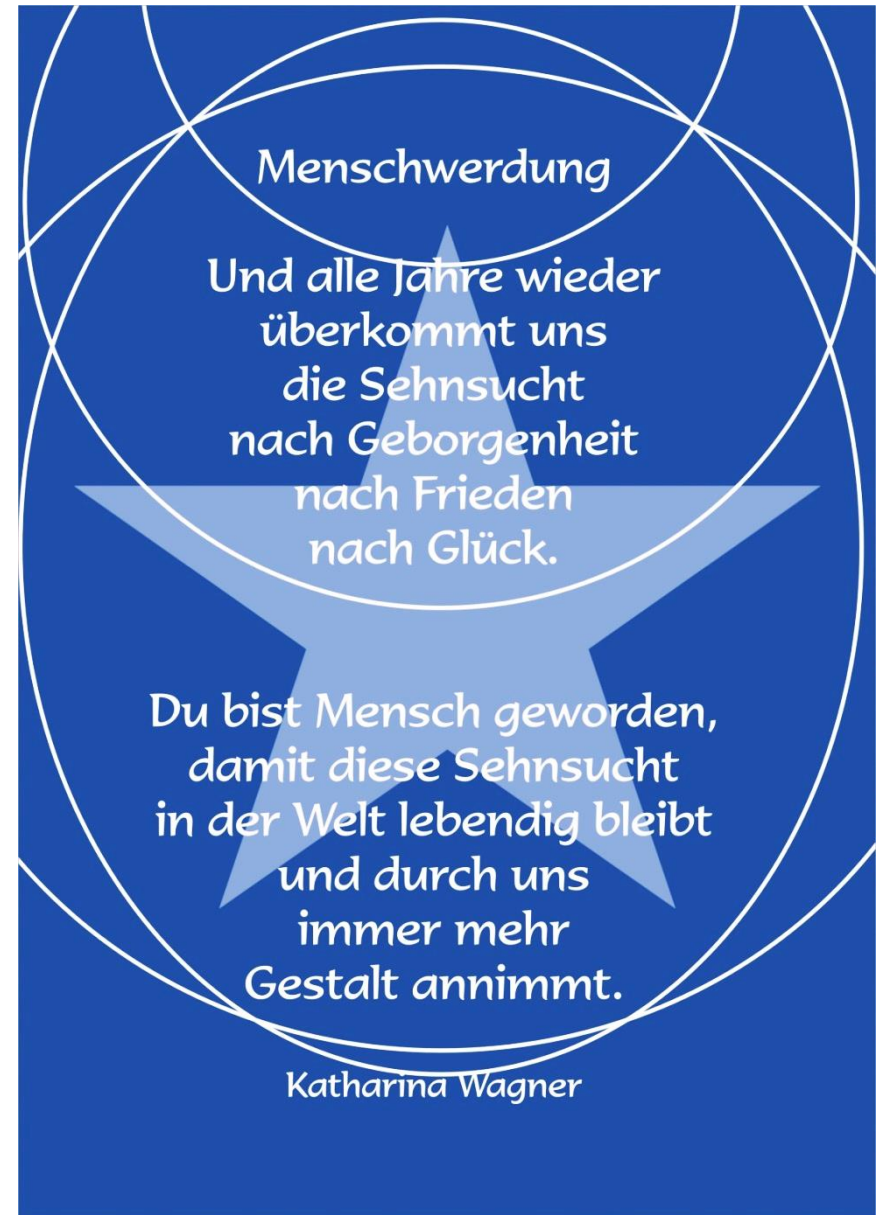 Menschwerdung
Und alle Jahre wieder
überkommt uns
die Sehnsucht
nach Geborgenheit
nach Frieden
nach Glück.
Du bist Mensch geworden,
damit diese Sehnsucht
in der Welt lebendig bleibt
und durch uns
immer mehr
Gestalt annimmt.
Katharina Wagner